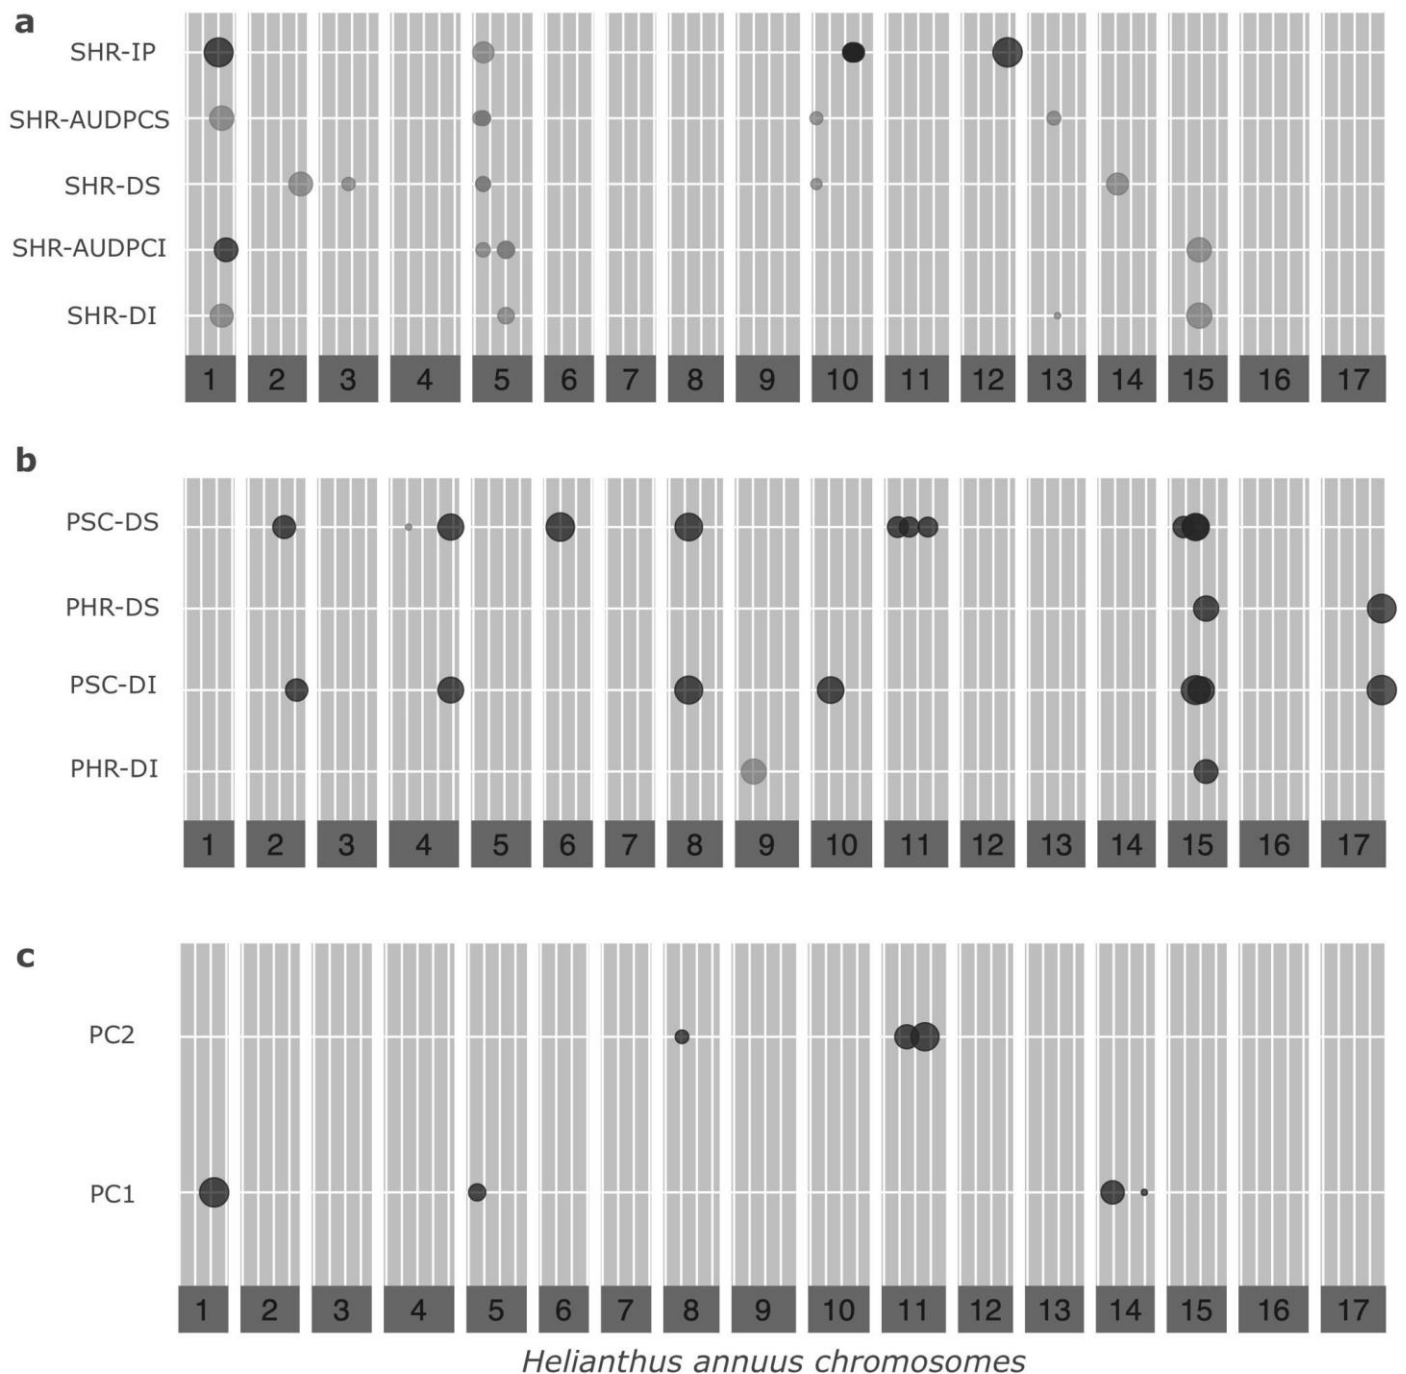 a
SHR-IP
SHR-AUDPCS
SHR-DS
SHR-AUDPCI
SHR-DI
1 2 3 4 5 6 7 8 9 10 11 12 13 14 15 16 17
b
PSC-DS
PHR-DS
PSC-DI
PHR-DI
1 2 3 4 5 6 7 8 9 10 11 12 13 14 15 16 17
c
PC2
PC1
1 2 3 4 5 6 7 8 9 10 11 12 13 14 15 16 17
Helianthus annuus chromosomes